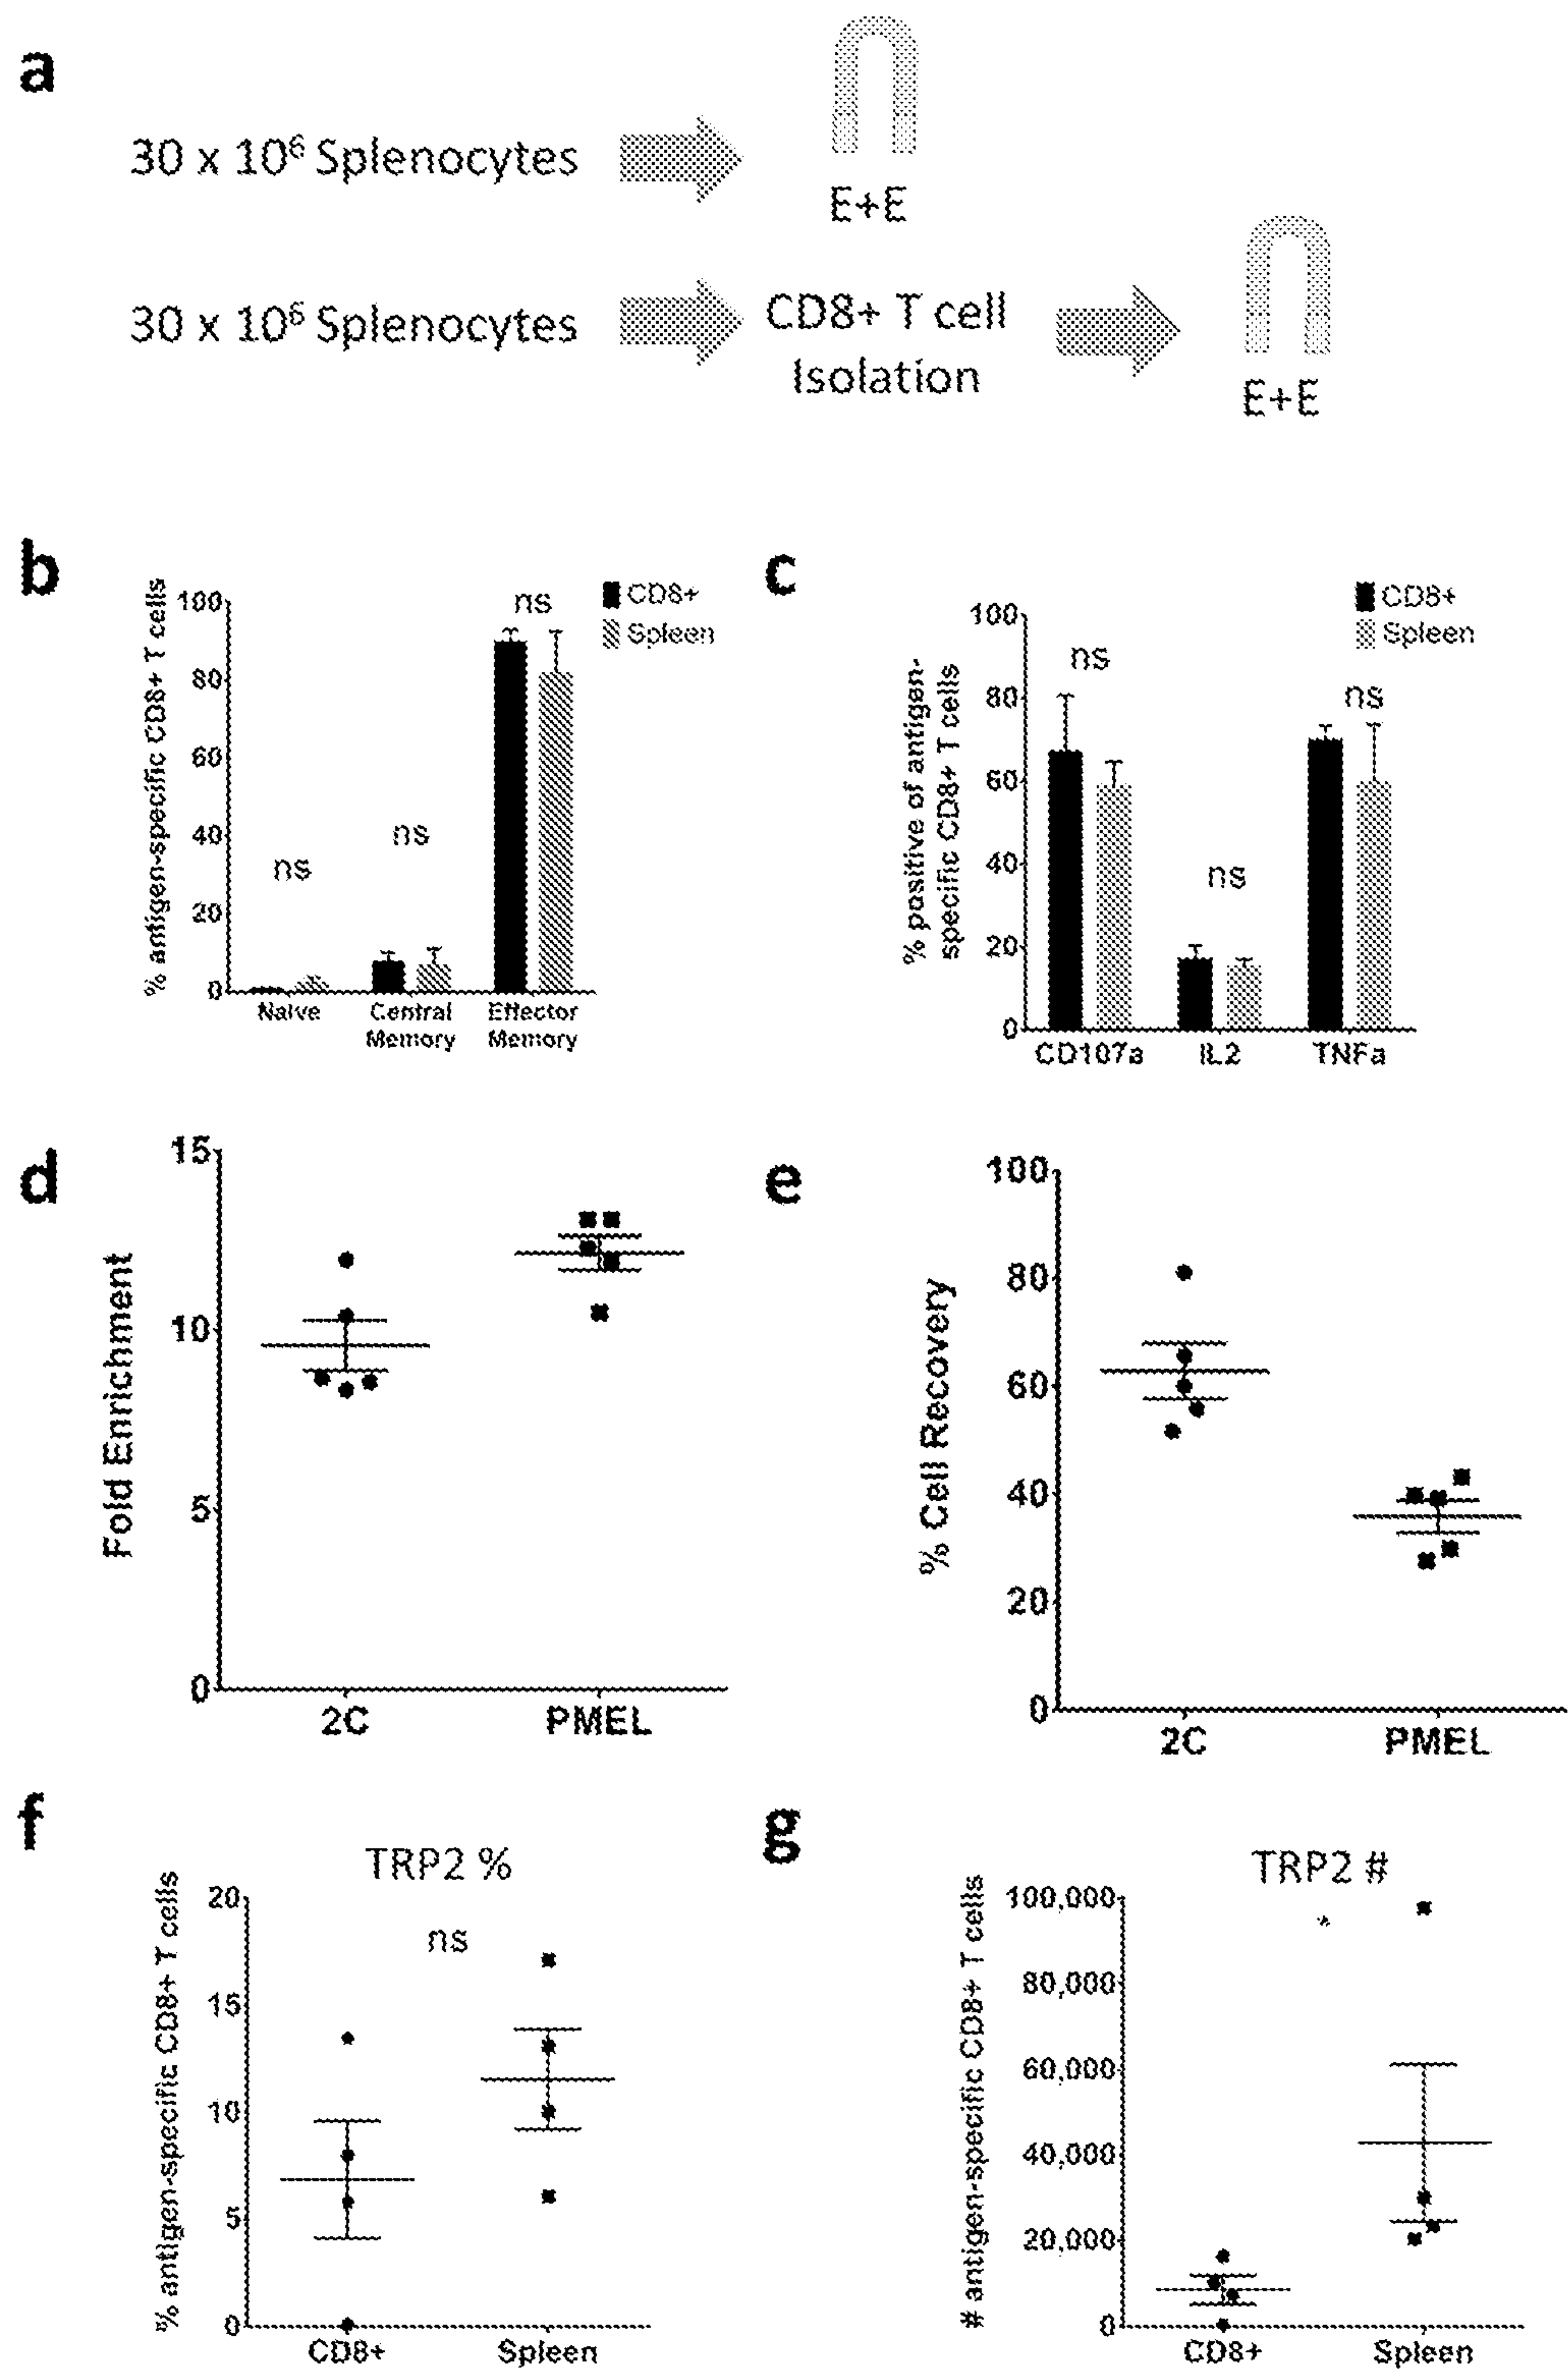 a
30 x 10⁶ Splenocytes
E+E
30 x 10⁶ Splenocytes
CD8+ T cell
Isolation
E+E
b
% antigen-specific CD8+ T cells
100
80
60
40
20
0
ns
ns
ns
CD8+
Spleen
Naive
Central
Memory
Effector
Memory
c
% positive of antigen-
specific CD8+ T cells
100
80
60
40
20
0
ns
ns
ns
CD8+
Spleen
CD107a
IL2
TNFa
d
Fold Enrichment
15
10
5
0
2C
PMEL
e
% Cell Recovery
100
80
60
40
20
0
2C
PMEL
f
TRP2 %
% antigen-specific CD8+ T cells
20
15
10
5
0
ns
CD8+
Spleen
g
TRP2 #
# antigen-specific CD8+ T cells
100,000
80,000
60,000
40,000
20,000
0
*
CD8+
Spleen